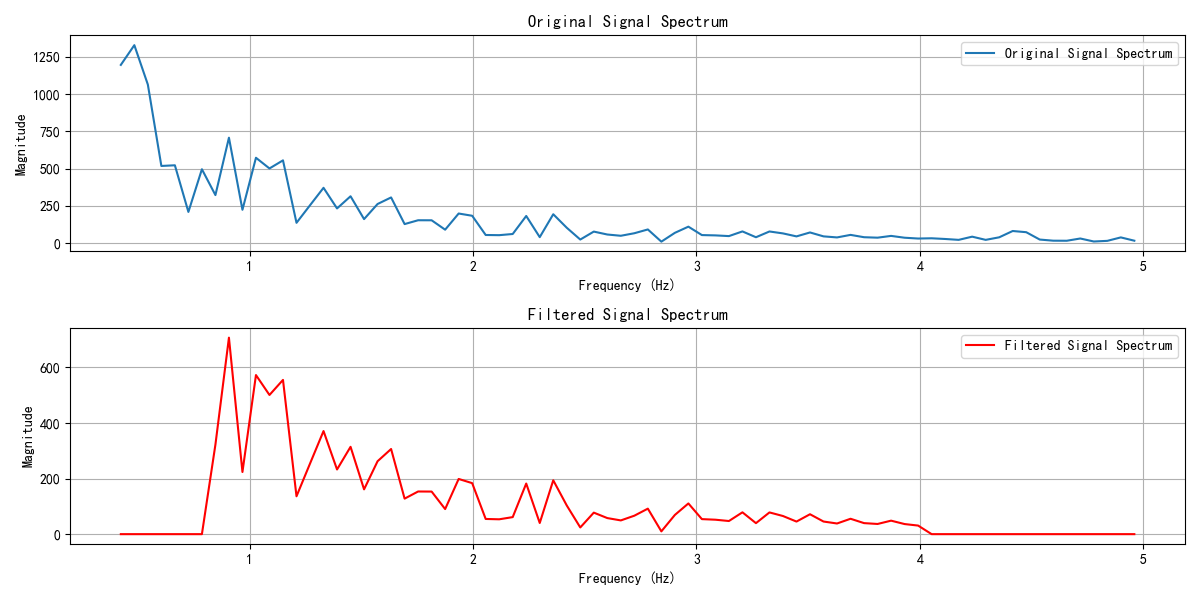 Original Signal Spectrum
Original Signal Spectrum
Magnitude
1250
1000
750
500
250
0
1 2 3 4 5
Frequency (Hz)
Filtered Signal Spectrum
Filtered Signal Spectrum
Magnitude
600
400
200
0
1 2 3 4 5
Frequency (Hz)